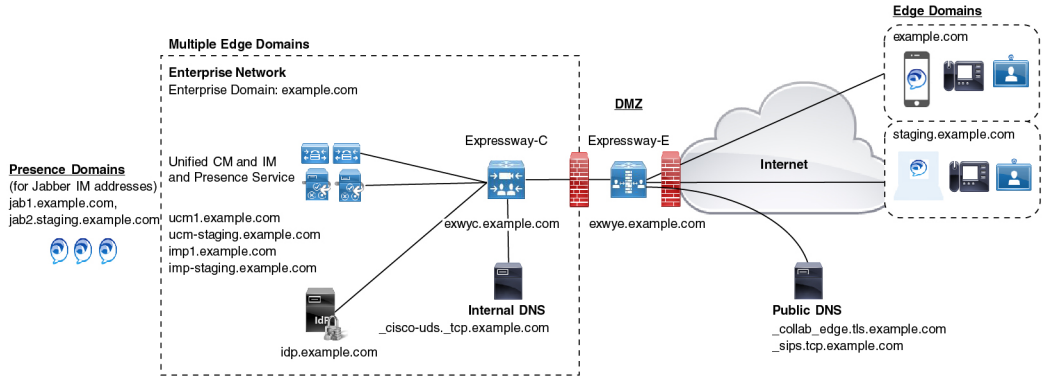 Edge Domains
example.com
Multiple Edge Domains
Enterprise Network
Enterprise Domain: example.com
DMZ
staging.example.com
Expressway-C
Expressway-E
Internet
Presence Domains
(for Jabber IM addresses)
jab1.example.com,
jab2.staging.example.com
Unified CM and IM
and Presence Service
ucm1.example.com
ucm-staging.example.com
imp1.example.com
imp-staging.example.com
exwyc.example.com
exwye.example.com
IdP
idp.example.com
Internal DNS
_cisco-uds._tcp.example.com
Public DNS
_collab_edge.tls.example.com
_sips.tcp.example.com